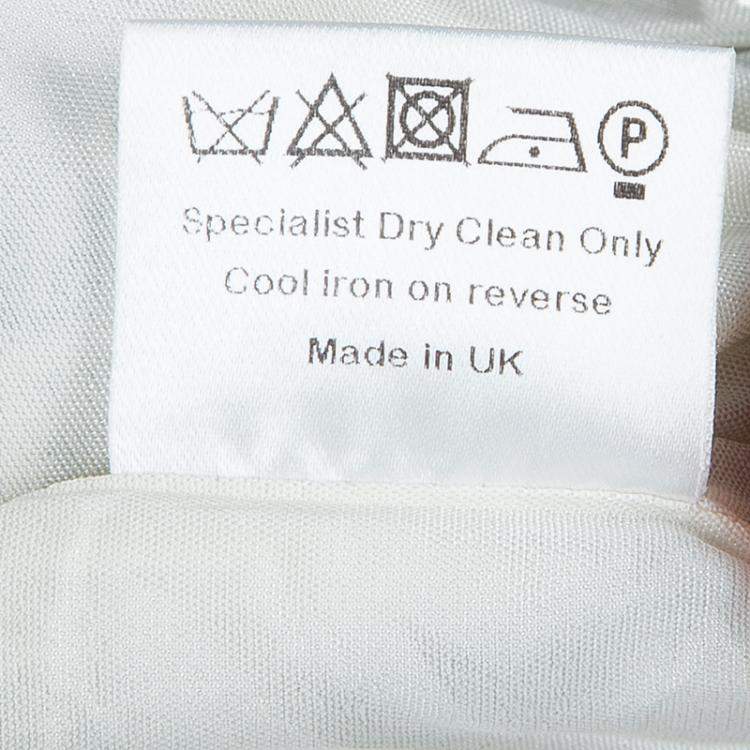 P
Specialist Dry Clean Only
Cool iron on reverse
Made in UK